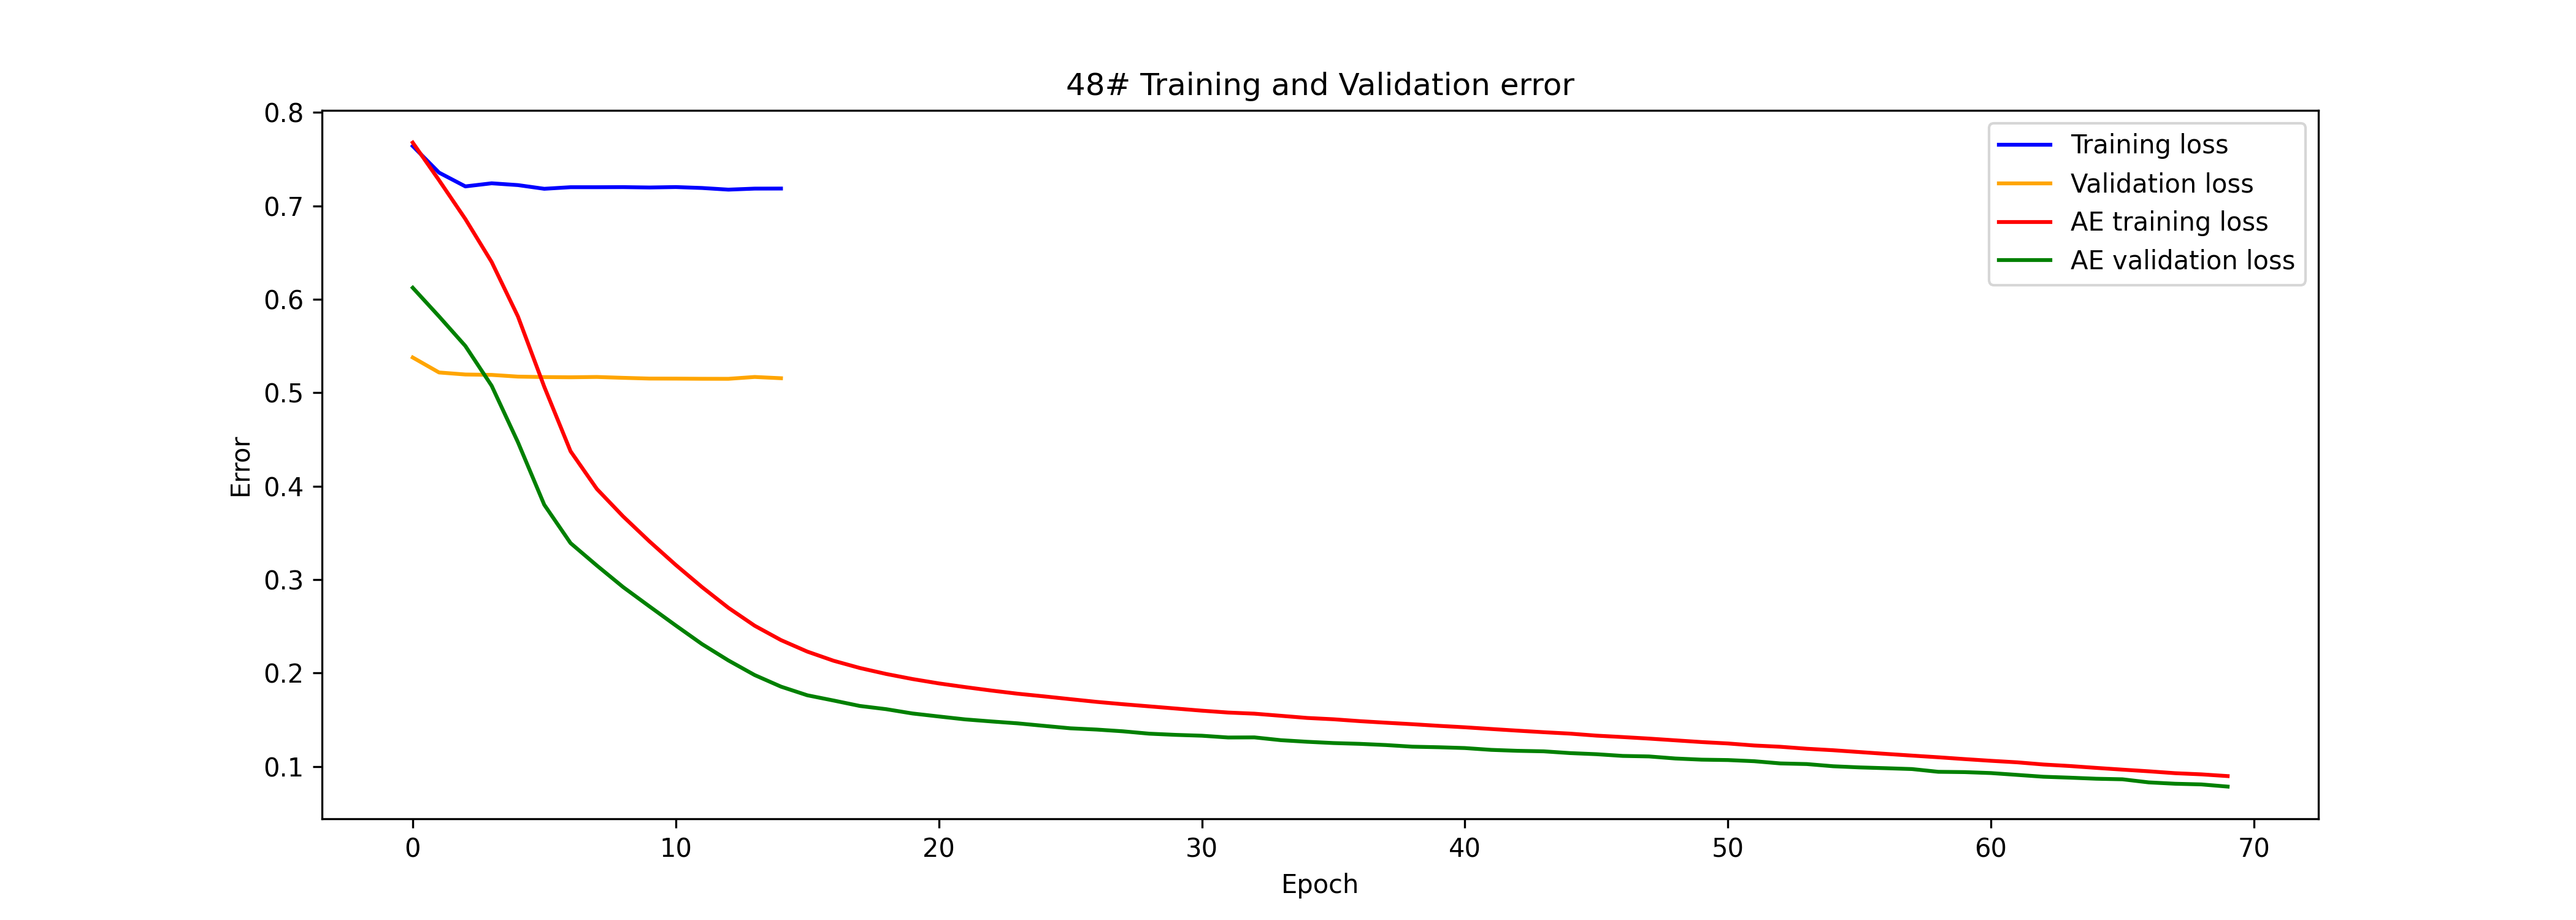 48# Training and Validation error
0.8
0.7
0.6
0.5
0.4
0.3
0.2
0.1
Error
Training loss
Validation loss
AE training loss
AE validation loss
0 10 20 30 40 50 60 70
Epoch